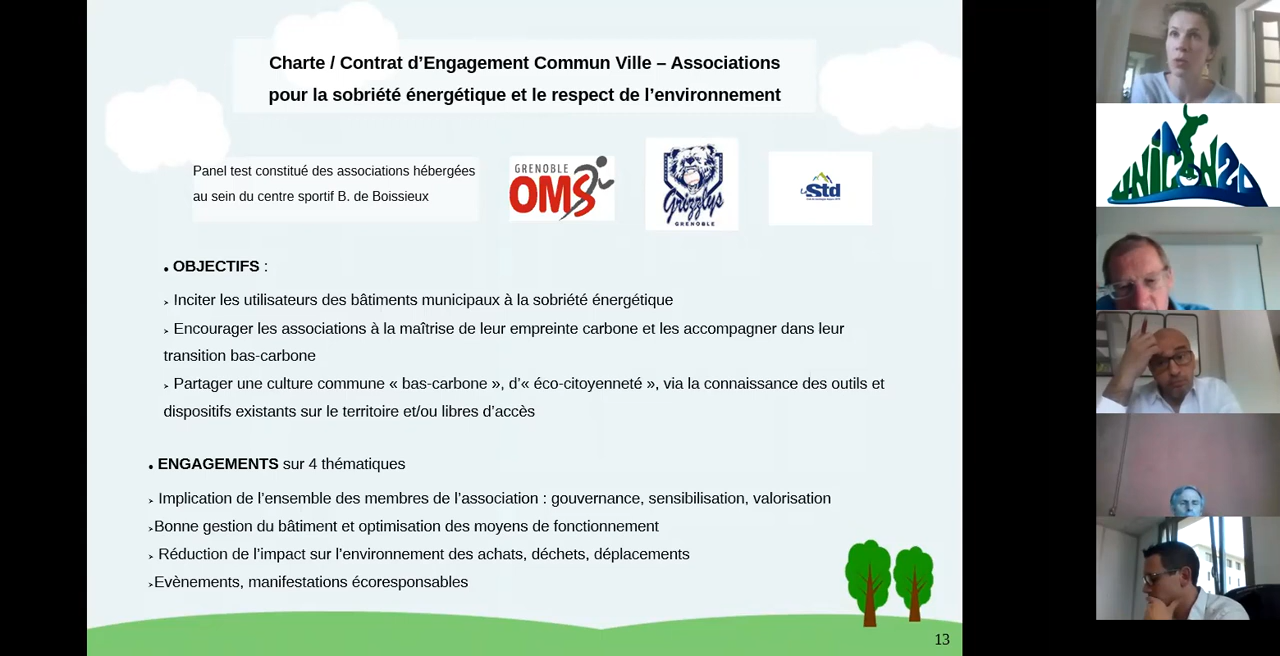 Charte / Contrat d’Engagement Commun Ville – Associations
pour la sobriété énergétique et le respect de l’environnement
Panel test constitué des associations hébergées
au sein du centre sportif B. de Boissieux
GRENOBLE
OMS
Grizzlys
GRENOBLE
Std
UNICON2D
• OBJECTIFS :
➢ Inciter les utilisateurs des bâtiments municipaux à la sobriété énergétique
➢ Encourager les associations à la maîtrise de leur empreinte carbone et les accompagner dans leur
transition bas-carbone
➢ Partager une culture commune « bas-carbone », d’« éco-citoyenneté », via la connaissance des outils et
dispositifs existants sur le territoire et/ou libres d’accès
• ENGAGEMENTS sur 4 thématiques
➢ Implication de l’ensemble des membres de l’association : gouvernance, sensibilisation, valorisation
➢Bonne gestion du bâtiment et optimisation des moyens de fonctionnement
➢ Réduction de l’impact sur l’environnement des achats, déchets, déplacements
➢Evènements, manifestations écoresponsables
13